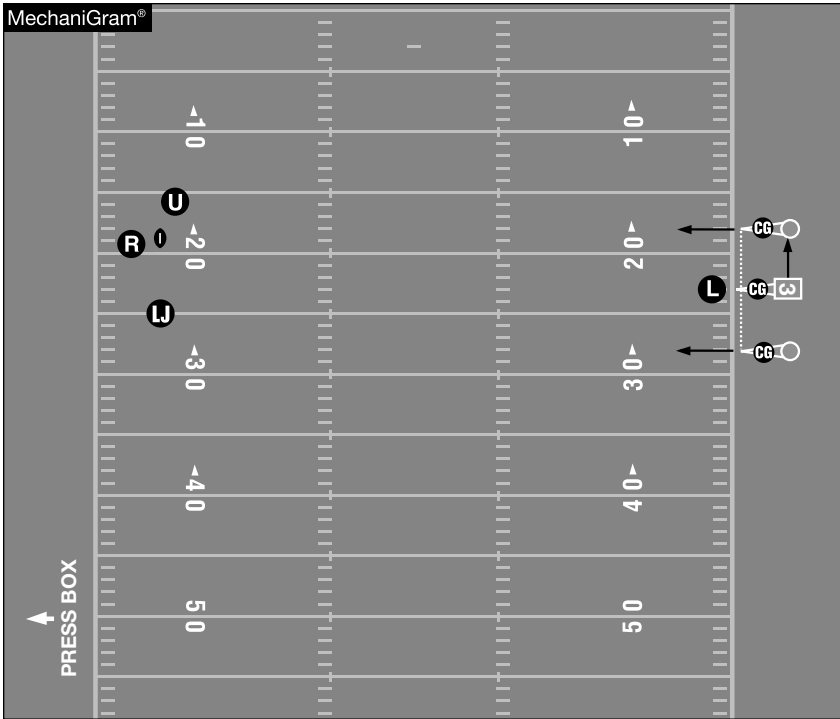 MechaniGram®
◄10
10►
U
CG
R
◄20
20►
L
CG
3
LJ
◄30
30►
CG
◄40
40►
50
50
PRESS BOX